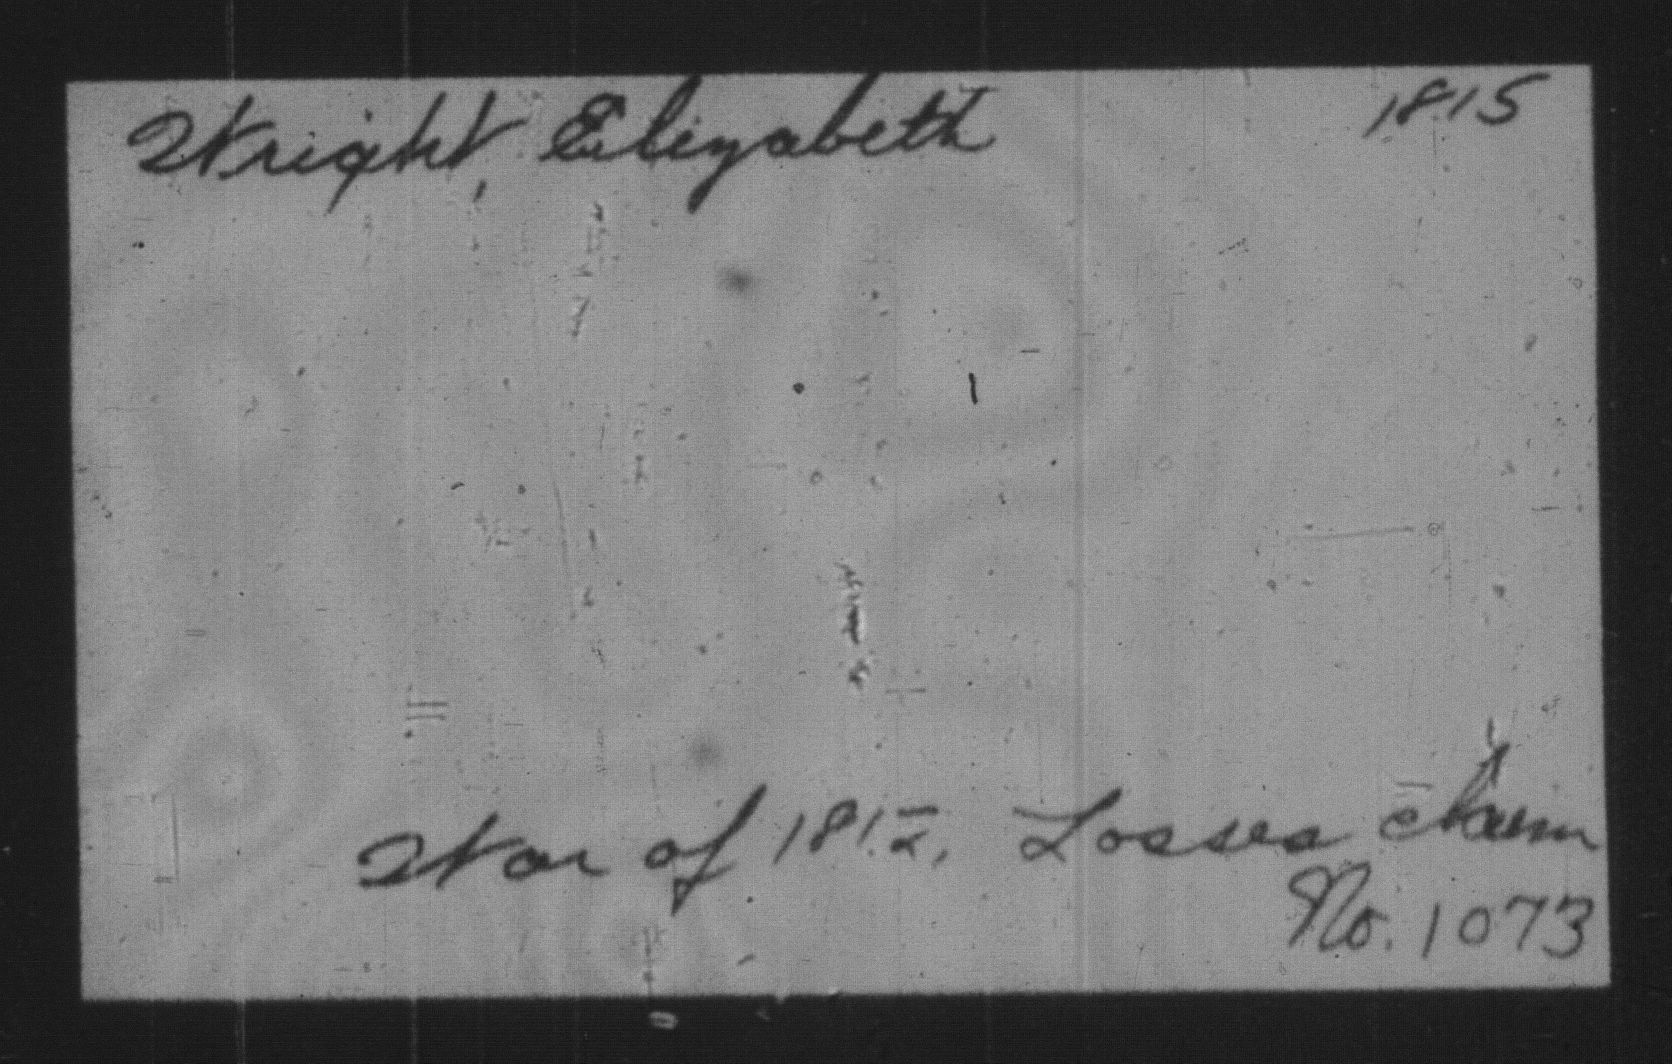 Wright, Elizabeth 1815
War of 1812, Losses claim
No. 1073